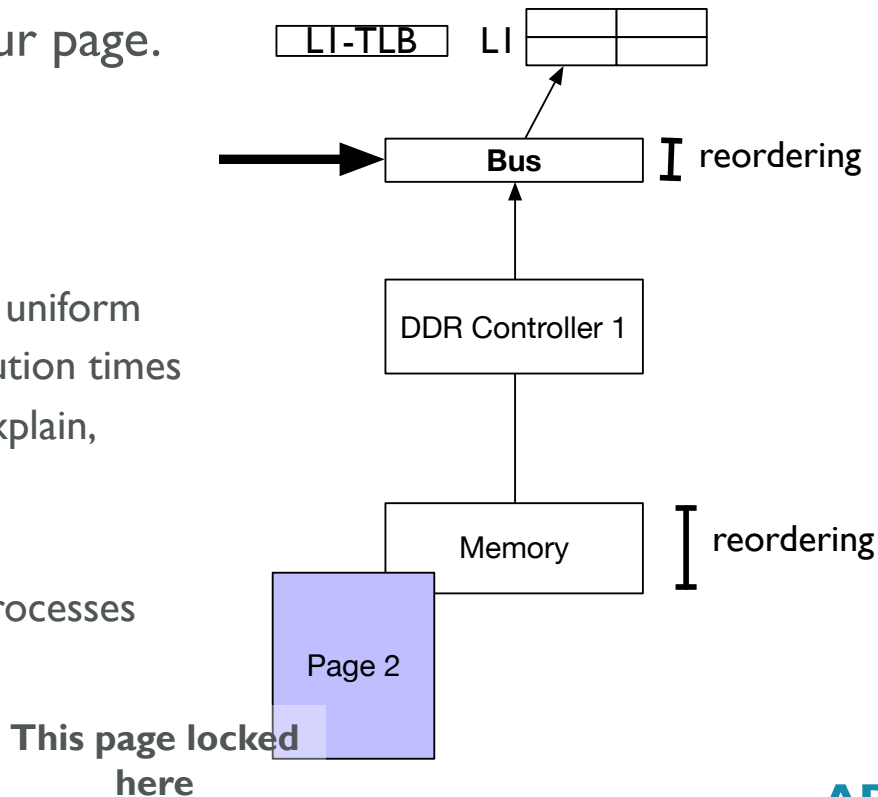 ur page.
L1-TLB
L1
Bus
reordering
uniform
DDR Controller 1
ution times
xplain,
Memory
reordering
rocesses
Page 2
This page locked
here